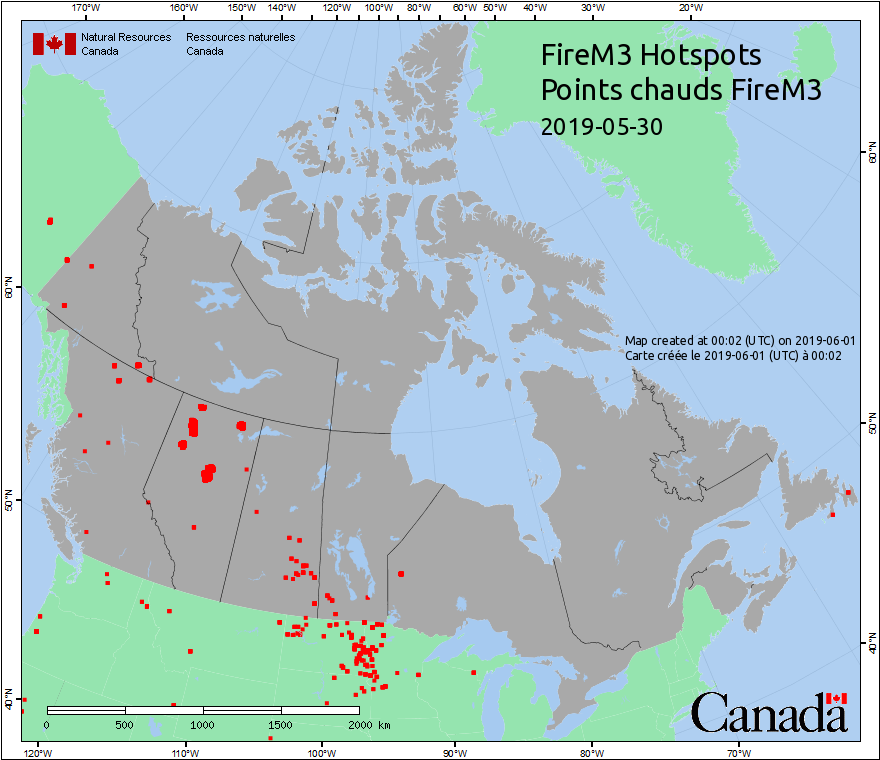 170°W 160°W 150°W 140°W 130°W 120°W 110°W 100°W 90°W 80°W 60°W 50°W 40°W 30°W 20°W
Natural Resources Canada
Ressources naturelles Canada
FireM3 Hotspots
Points chauds FireM3
2019-05-30
60°N
60°N
Map created at 00:02 (UTC) on 2019-06-01
Carte créée le 2019-06-01 (UTC) à 00:02
50°N
50°N
40°N
40°N
0 500 1000 1500 2000 km
Canada
120°W 110°W 100°W 90°W 80°W 70°W